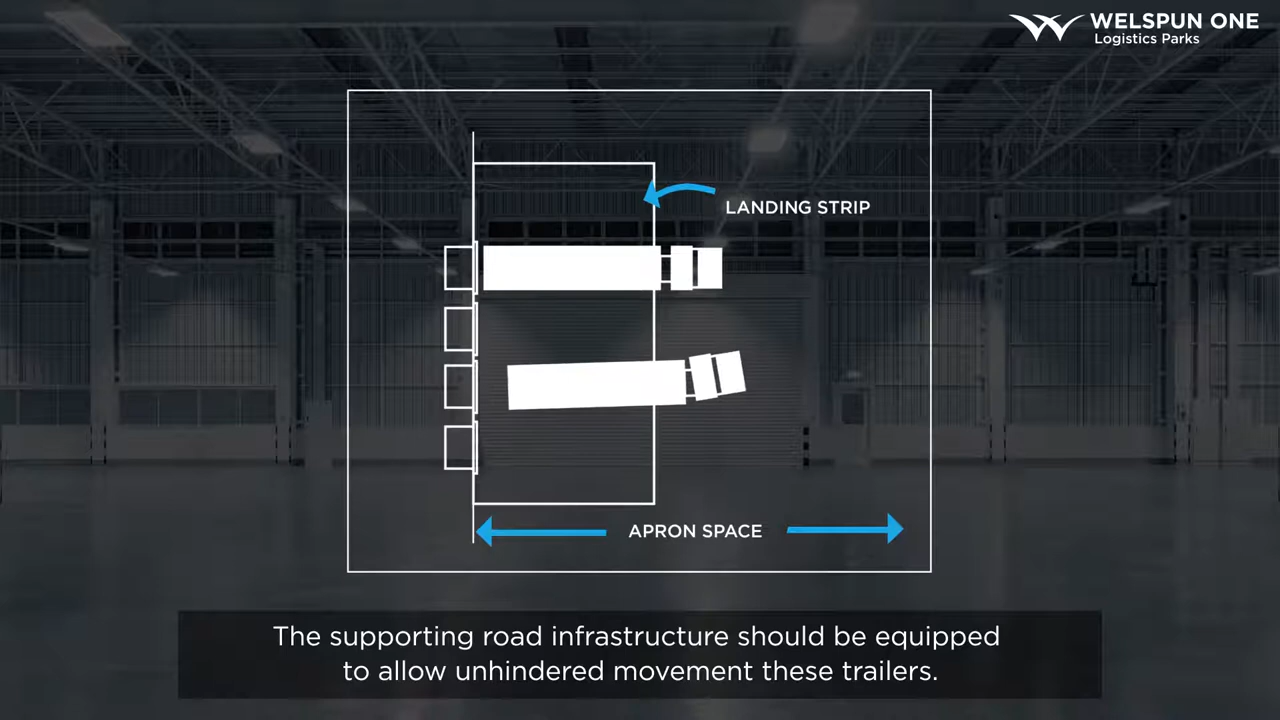 WELSPUN ONE
Logistics Parks
LANDING STRIP
APRON SPACE
The supporting road infrastructure should be equipped
to allow unhindered movement these trailers.